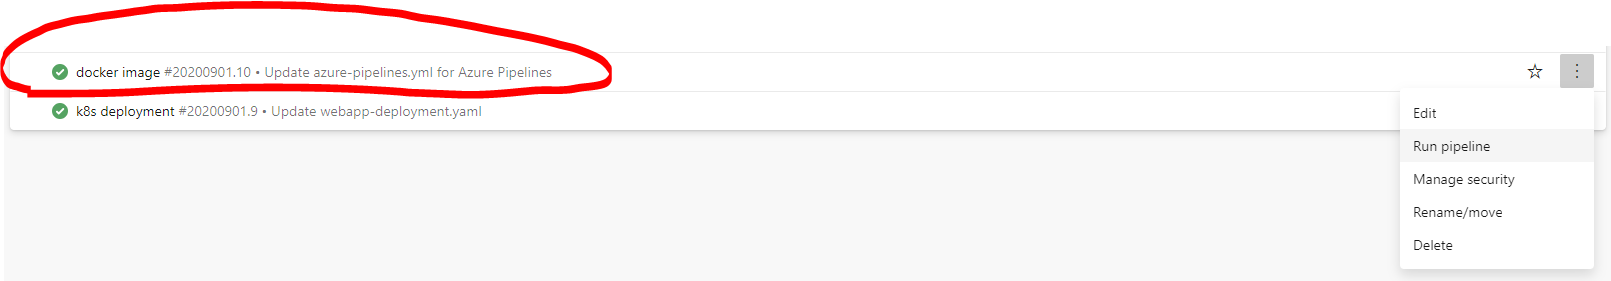 docker image #20200901.10 • Update azure-pipelines.yml for Azure Pipelines
k8s deployment #20200901.9 • Update webapp-deployment.yaml
Edit
Run pipeline
Manage security
Rename/move
Delete